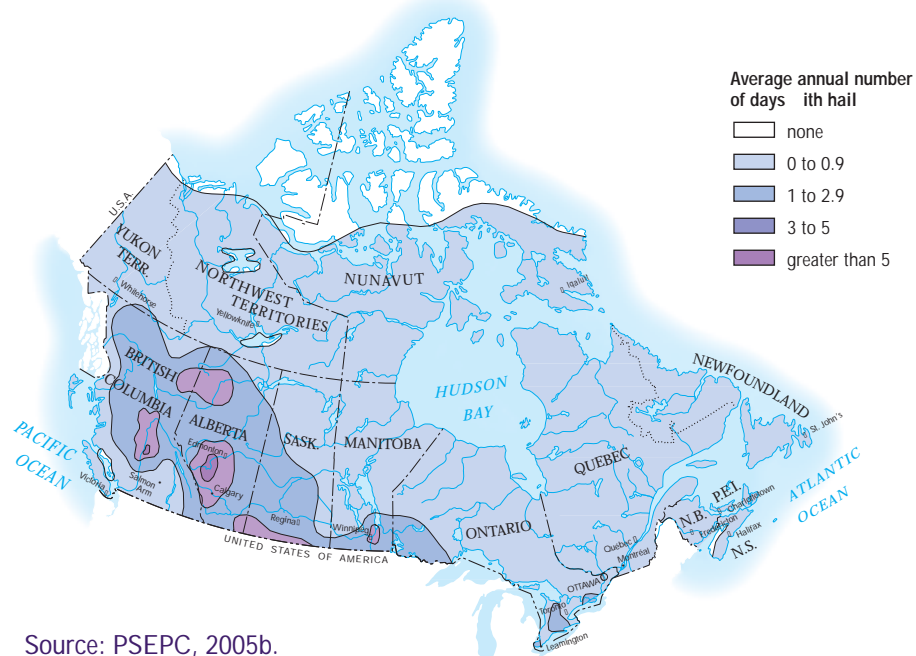 Average annual number
of days ith hail
none
0 to 0.9
1 to 2.9
3 to 5
greater than 5
U.S.A.
YUKON
TERR.
Whitehorse
NORTHWEST
TERRITORIES
Yellowknife
NUNAVUT
Iqaluit
BRITISH
COLUMBIA
ALBERTA
Edmonton
Calgary
SASK.
Regina
MANITOBA
Winnipeg
HUDSON
BAY
NEWFOUNDLAND
St. John's
PACIFIC
OCEAN
Victoria
Salmon
Arm
UNITED STATES OF AMERICA
ONTARIO
QUEBEC
Québec
Montréal
OTTAWA
Toronto
Leamington
N.B.
P.E.I.
Charlottetown
Fredericton
Halifax
N.S.
ATLANTIC
OCEAN
Source: PSEPC, 2005b.